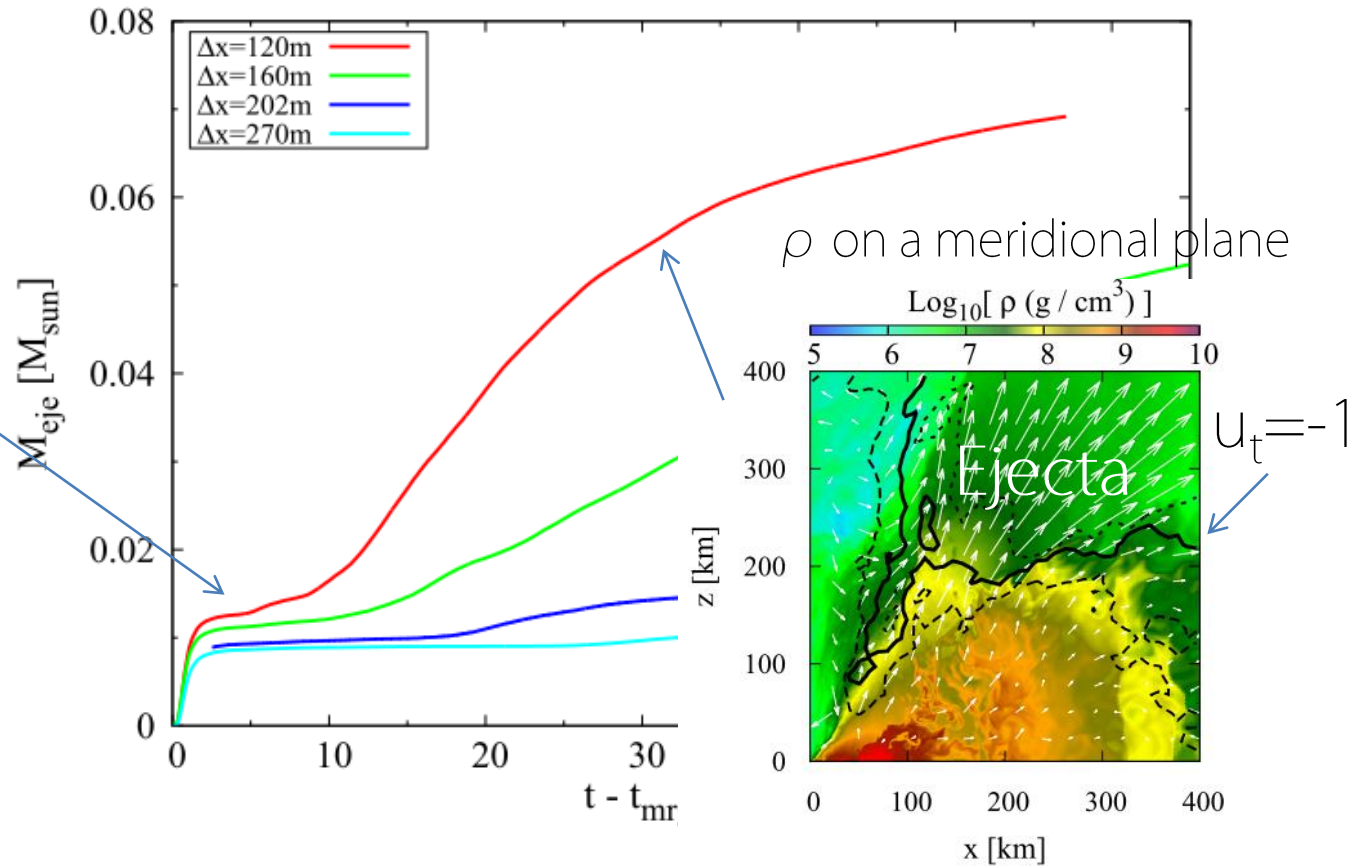 0.08
Δx=120m
Δx=160m
Δx=202m
Δx=270m
0.06
0.04
0.02
0
M_eje [M_sun]
0 10 20 30
t - t_mr
ρ on a meridional plane
Log₁₀[ ρ (g / cm³) ]
5 6 7 8 9 10
400
300
200
100
0
z [km]
Ejecta
u_t=-1
0 100 200 300 400
x [km]